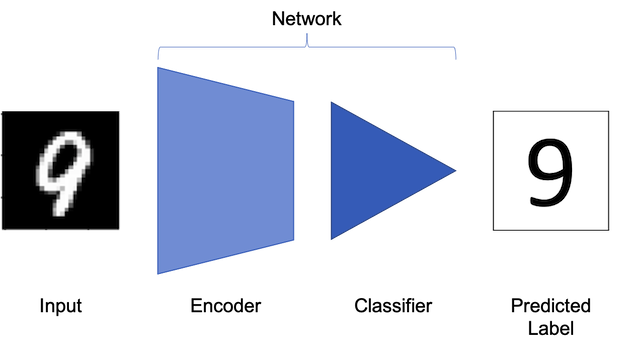 Network
9
9
Input
Encoder
Classifier
Predicted
Label